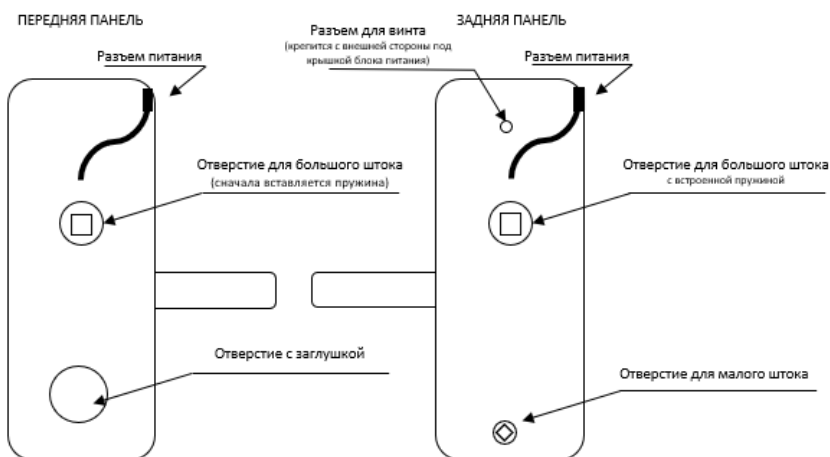 ПЕРЕДНЯЯ ПАНЕЛЬ
ЗАДНЯЯ ПАНЕЛЬ
Разъем для винта
(крепится с внешней стороны под
крышкой блока питания)
Разъем питания
Разъем питания
Отверстие для большого штока
(сначала вставляется пружина)
Отверстие для большого штока
с встроенной пружиной
Отверстие с заглушкой
Отверстие для малого штока